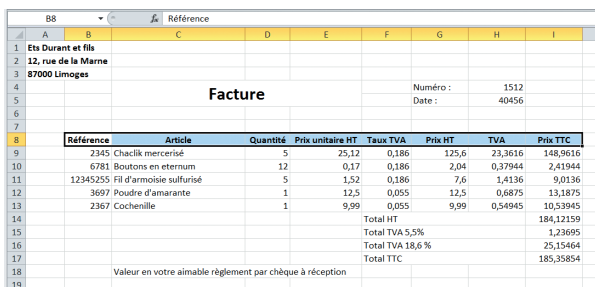 B8 fx Référence
A B C D E F G H I
1 Ets Durant et fils
2 12, rue de la Marne
3 87000 Limoges
4 Facture Numéro : 1512
5 Date : 40456
6
7
8 Référence Article Quantité Prix unitaire HT Taux TVA Prix HT TVA Prix TTC
9 2345 Chaclik mercerisé 5 25,12 0,186 125,6 23,3616 148,9616
10 6781 Boutons en eternum 12 0,17 0,186 2,04 0,37944 2,41944
11 12345255 Fil d'armoisie sulfurisé 5 1,52 0,186 7,6 1,4136 9,0136
12 3697 Poudre d'amarante 1 12,5 0,055 12,5 0,6875 13,1875
13 2367 Cochenille 1 9,99 0,055 9,99 0,54945 10,53945
14 Total HT 184,12159
15 Total TVA 5,5% 1,23695
16 Total TVA 18,6 % 25,15464
17 Total TTC 185,35854
18 Valeur en votre aimable règlement par chèque à réception
19